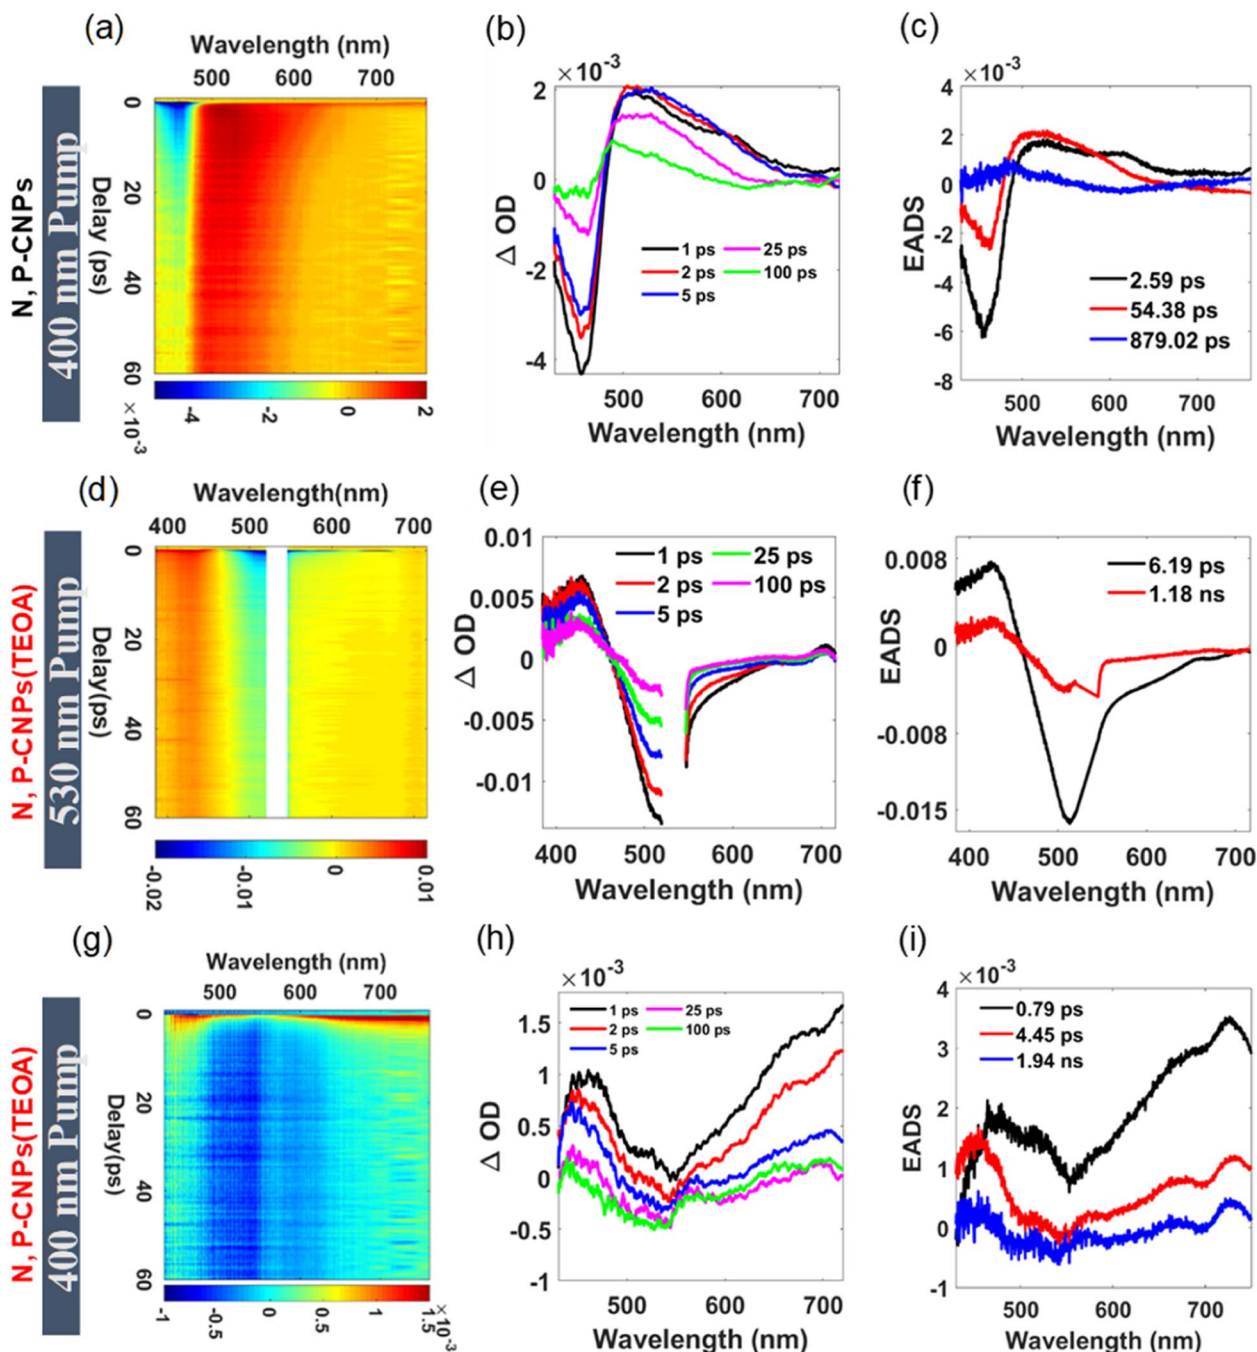 (a)
Wavelength (nm)
500 600 700
N, P-CNPs
400 nm Pump
Delay (ps)
0
20
40
60
-4 -2 0 2
×10-3
(b)
×10-3
2
0
-2
-4
Δ OD
1 ps 25 ps
2 ps 100 ps
5 ps
500 600 700
Wavelength (nm)
(c)
×10-3
4
2
0
-2
-4
-6
-8
EADS
2.59 ps
54.38 ps
879.02 ps
500 600 700
Wavelength (nm)
(d)
Wavelength(nm)
400 500 600 700
N, P-CNPs(TEOA)
530 nm Pump
Delay(ps)
0
20
40
60
-0.02 -0.01 0 0.01
(e)
0.01
0.005
0
-0.005
-0.01
Δ OD
1 ps 25 ps
2 ps 100 ps
5 ps
400 500 600 700
Wavelength (nm)
(f)
0.008
0
-0.008
-0.015
EADS
6.19 ps
1.18 ns
400 500 600 700
Wavelength (nm)
(g)
Wavelength (nm)
500 600 700
N, P-CNPs(TEOA)
400 nm Pump
Delay(ps)
0
20
40
60
-1 -0.5 0 0.5 1 1.5
×10-3
(h)
×10-3
1.5
1
0.5
0
-0.5
-1
Δ OD
1 ps 25 ps
2 ps 100 ps
5 ps
500 600 700
Wavelength (nm)
(i)
×10-3
4
3
2
1
0
-1
EADS
0.79 ps
4.45 ps
1.94 ns
500 600 700
Wavelength (nm)